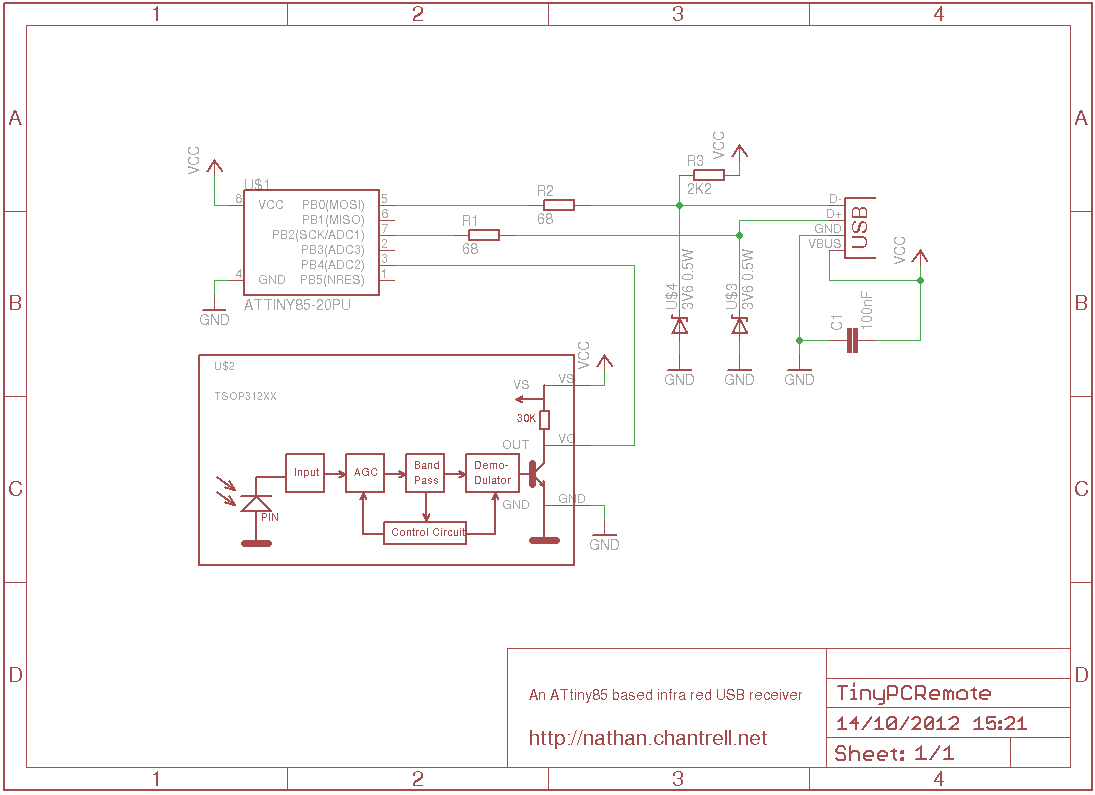 1 2 3 4
A A
VCC
U$1
8 VCC PB0(MOSI) 5
PB1(MISO) 6
PB2(SCK/ADC1) 7
PB3(ADC3) 2
PB4(ADC2) 3
4 GND PB5(NRES) 1
ATTINY85-20PU
GND
R2
68
R1
68
R3
2K2
VCC
D-
D+
GND
VBUS
USB
VCC
U$4
3V6 0.5W
U$3
3V6 0.5W
C1
100nF
GND
GND
GND
B B
U$2
TSOP312XX
VS
VS
VCC
30K
OUT
VO
Input
AGC
Band
Pass
Demo-
Dulator
GND
GND
PIN
Control Circuit
GND
C C
D D
An ATtiny85 based infra red USB receiver
http://nathan.chantrell.net
TinyPCRemote
14/10/2012 15:21
Sheet: 1/1
1 2 3 4